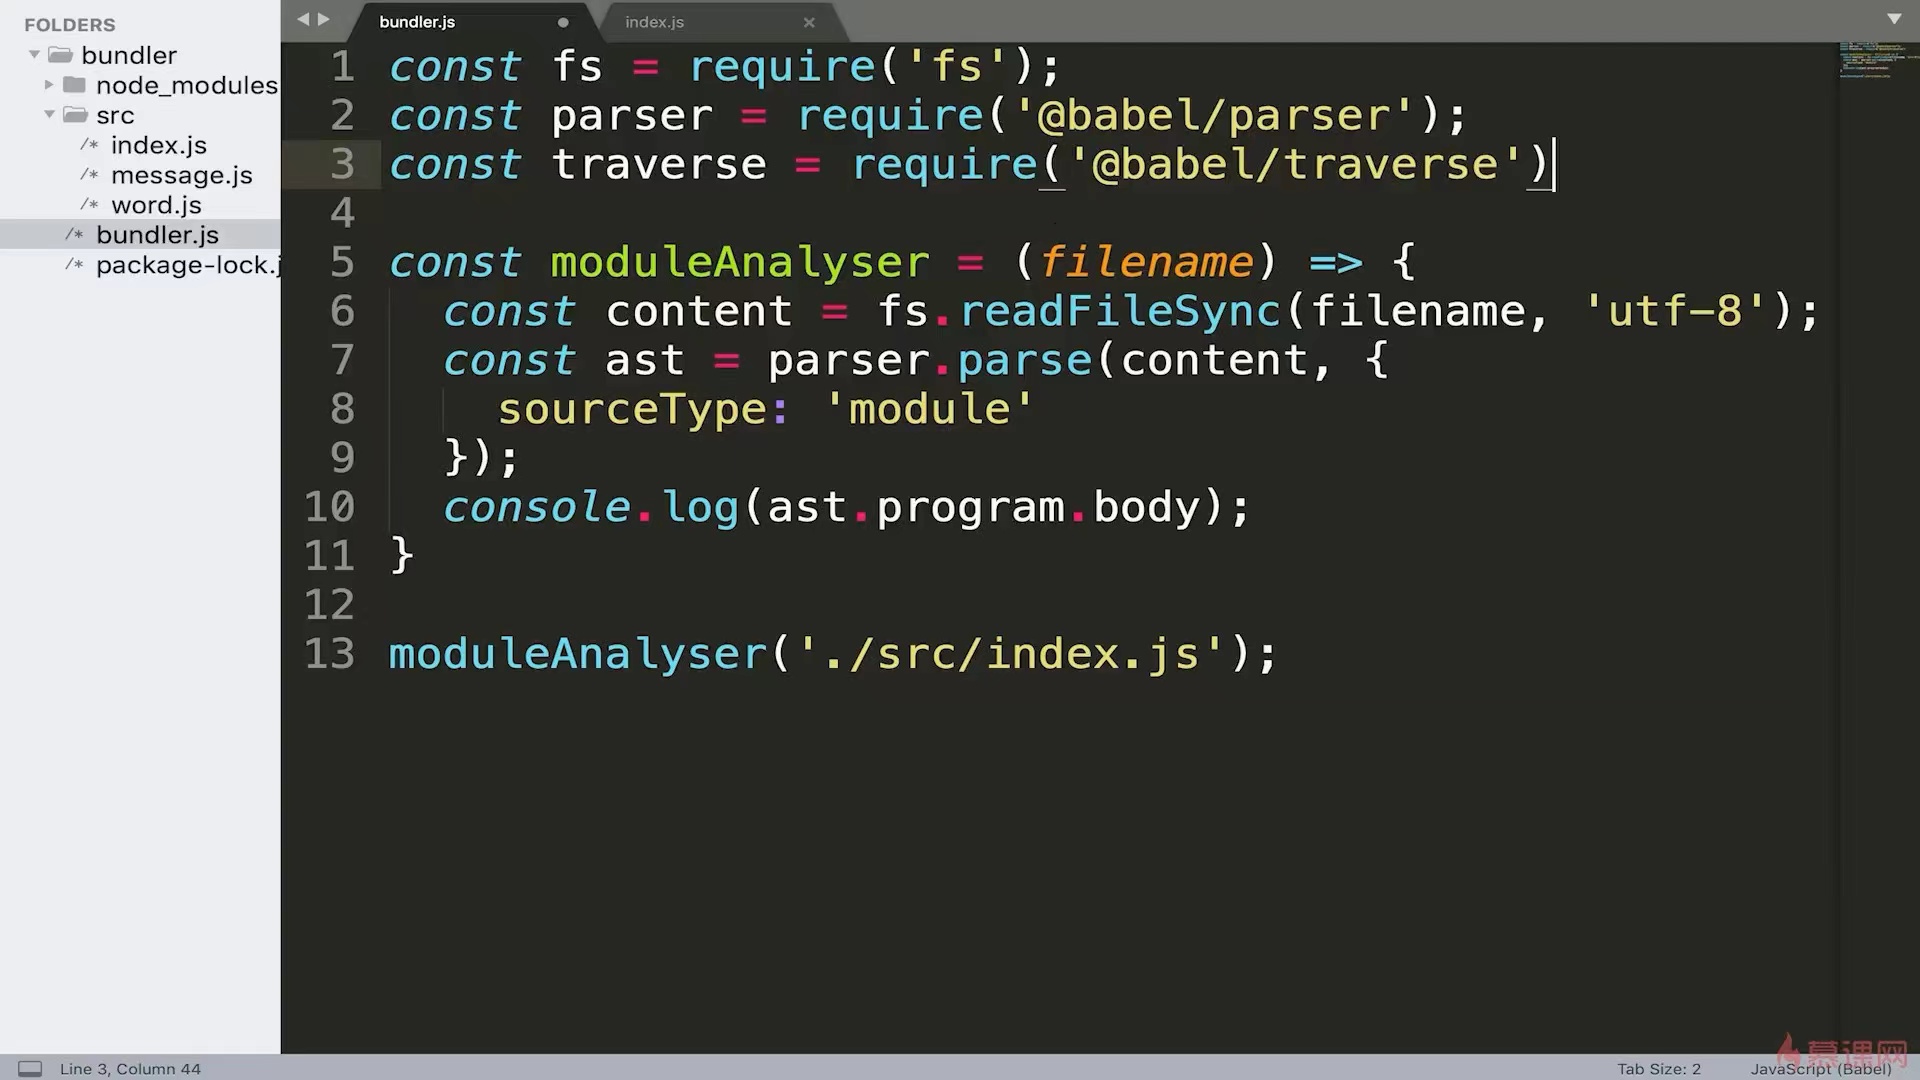 FOLDERS
bundler
node_modules
src
/* index.js
/* message.js
/* word.js
/* bundler.js
/* package-lock.j
bundler.js
index.js
1 const fs = require('fs');
2 const parser = require('@babel/parser');
3 const traverse = require('@babel/traverse')
4
5 const moduleAnalyser = (filename) => {
6 const content = fs.readFileSync(filename, 'utf-8');
7 const ast = parser.parse(content, {
8 sourceType: 'module'
9 });
10 console.log(ast.program.body);
11 }
12
13 moduleAnalyser('./src/index.js');
慕课网
Line 3, Column 44
Tab Size: 2
JavaScript (Babel)